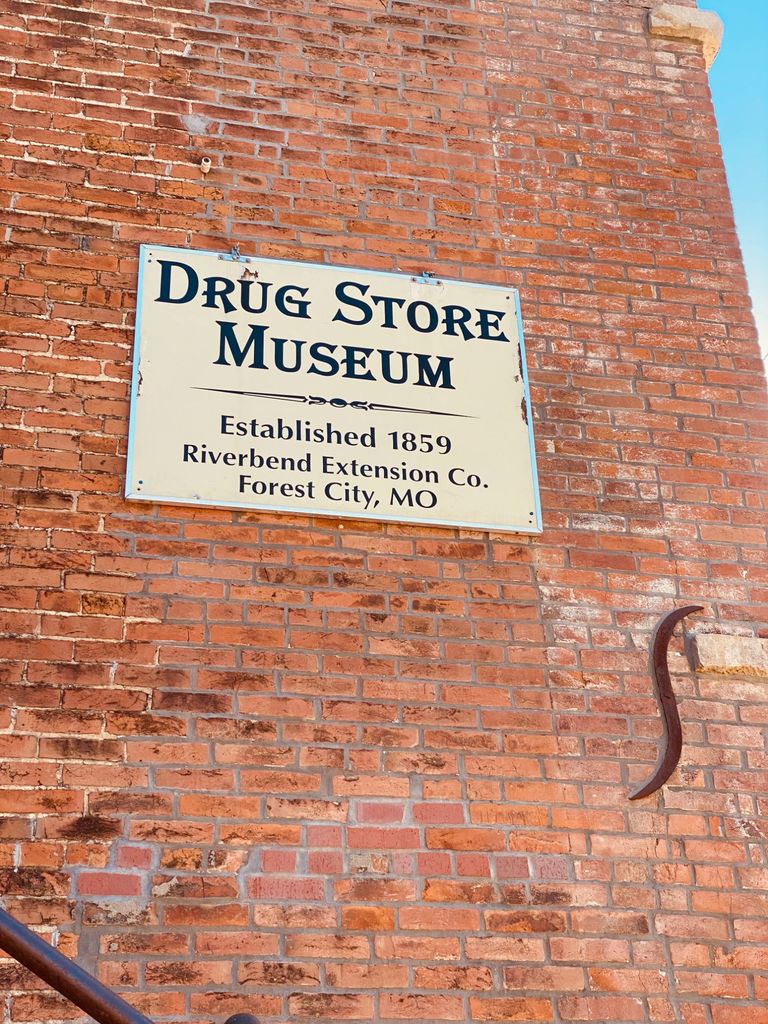 Drug Store
Museum
Established 1859
Riverbend Extension Co.
Forest City, MO